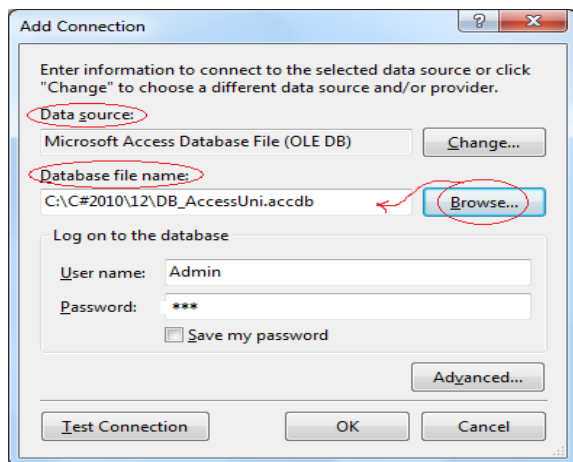 Add Connection
Enter information to connect to the selected data source or click
"Change" to choose a different data source and/or provider.
Data source:
Microsoft Access Database File (OLE DB)
Change...
Database file name:
C:\C#2010\12\DB_AccessUni.accdb
Browse...
Log on to the database
User name:
Admin
Password:
***
Save my password
Advanced...
Test Connection
OK
Cancel